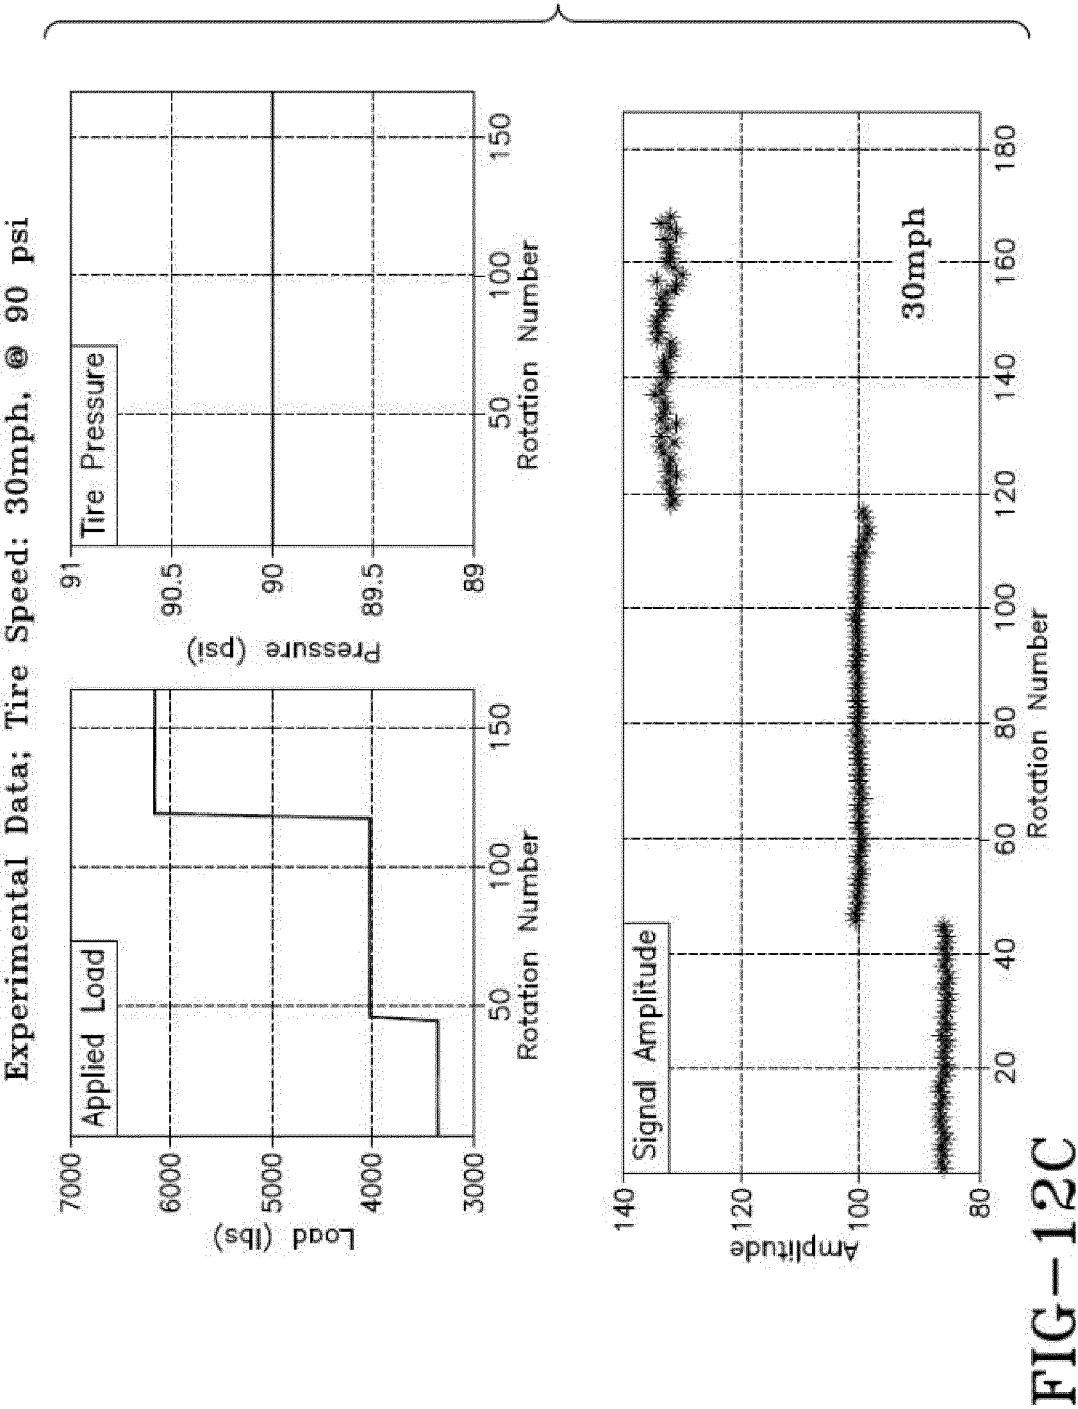 Experimental Data; Tire Speed: 30mph, @ 90 psi
Applied Load
Load (lbs)
7000
6000
5000
4000
3000
50
100
150
Rotation Number
Tire Pressure
Pressure (psi)
91
90.5
90
89.5
89
50
100
150
Rotation Number
Signal Amplitude
Amplitude
140
120
100
80
30mph
20
40
60
80
100
120
140
160
180
Rotation Number
FIG-12C